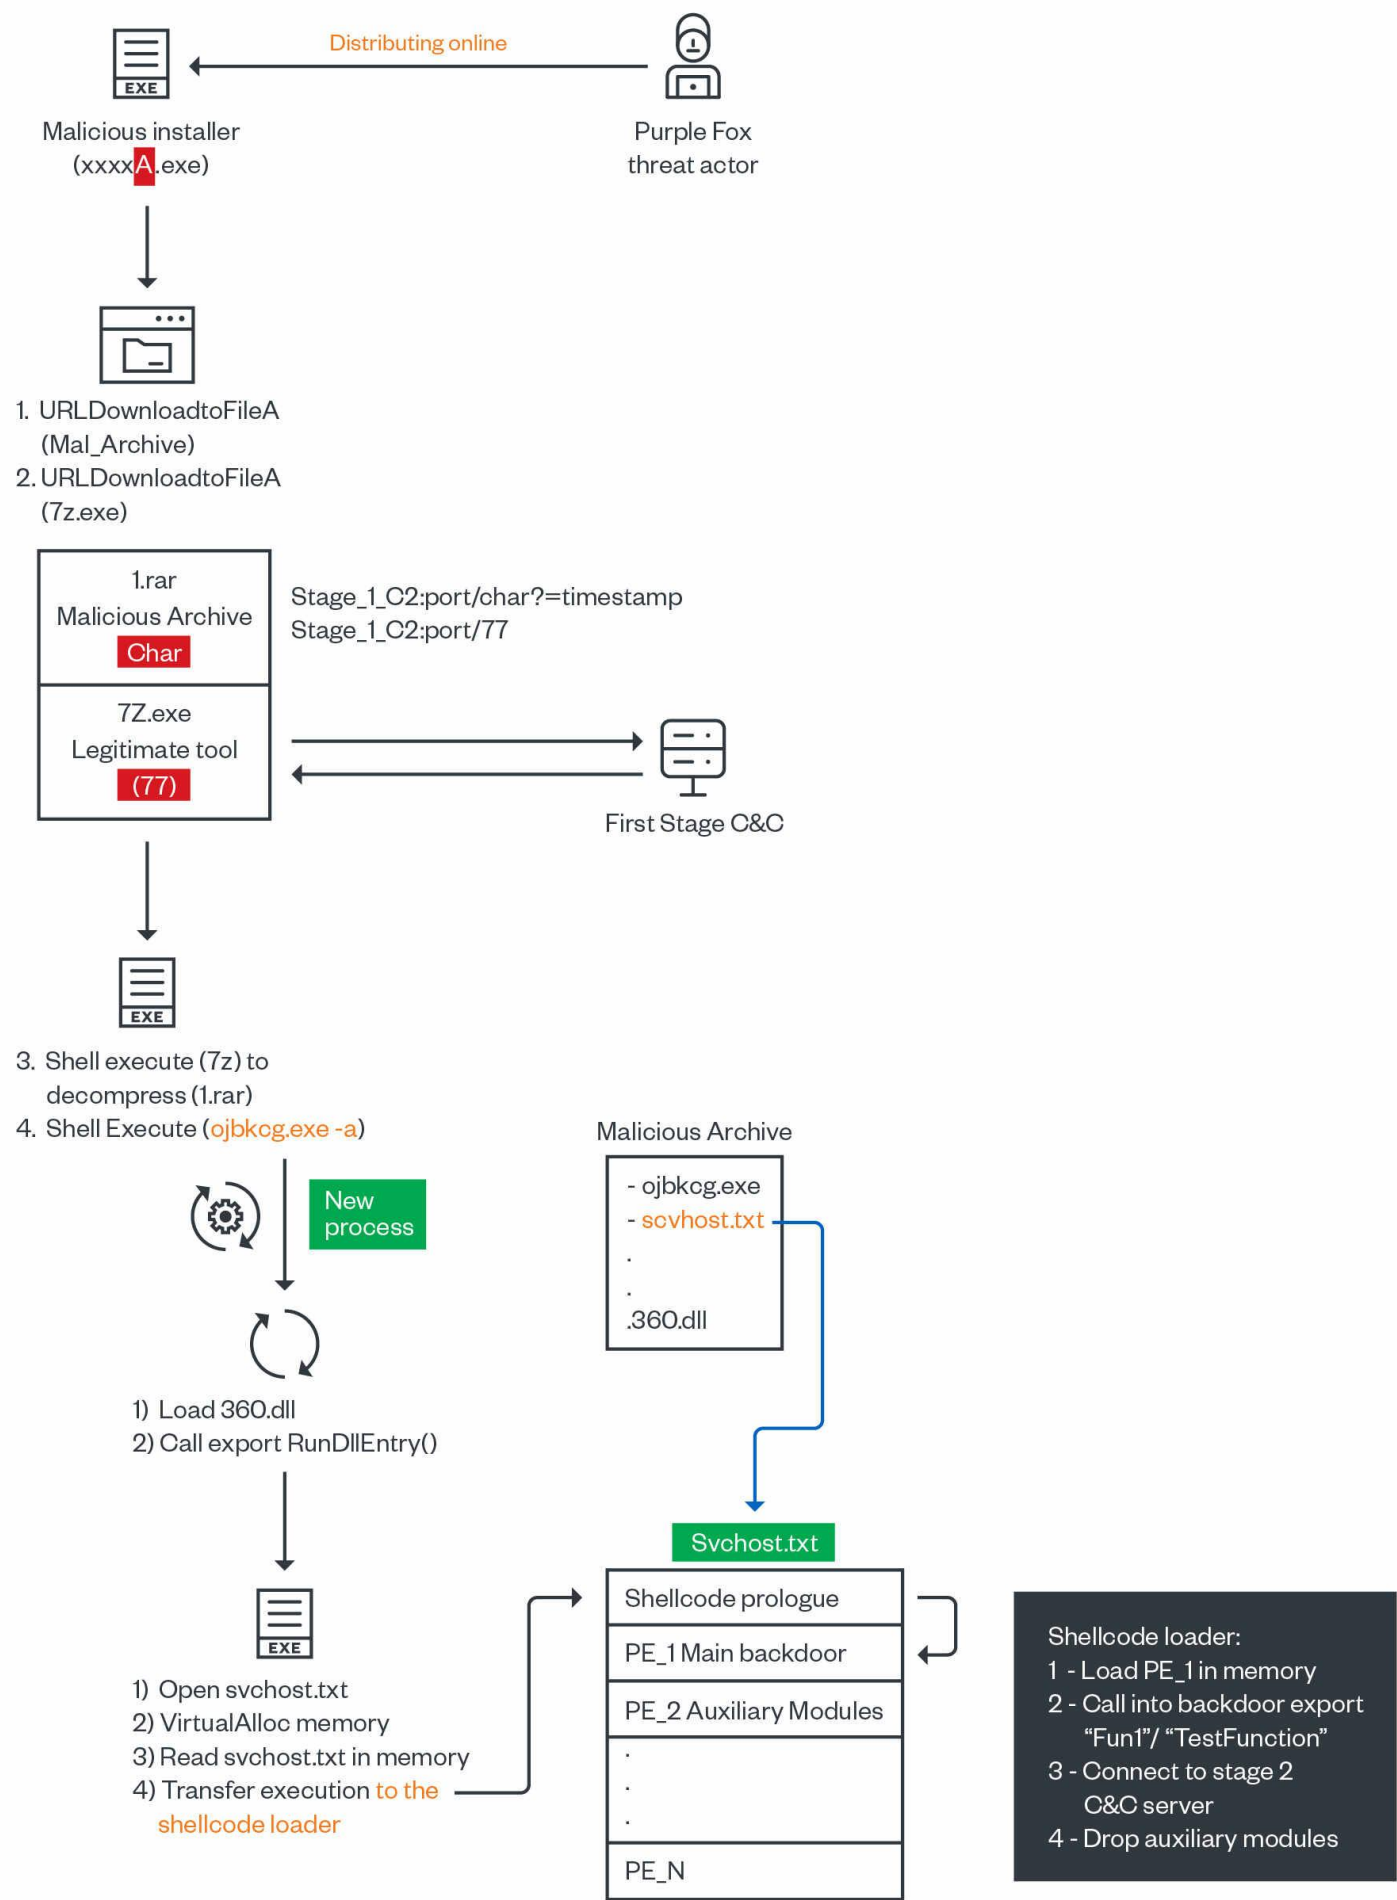 Distributing online
EXE
Malicious installer
(xxxxA.exe)
Purple Fox
threat actor
1. URLDownloadtoFileA
(Mal_Archive)
2. URLDownloadtoFileA
(7z.exe)
1.rar
Malicious Archive
Char
Stage_1_C2:port/char?=timestamp
Stage_1_C2:port/77
7Z.exe
Legitimate tool
(77)
First Stage C&C
EXE
3. Shell execute (7z) to
decompress (1.rar)
4. Shell Execute (ojbkcg.exe -a)
New
process
Malicious Archive
- ojbkcg.exe
- scvhost.txt
.
.
.360.dll
1) Load 360.dll
2) Call export RunDllEntry()
EXE
1) Open svchost.txt
2) VirtualAlloc memory
3) Read svchost.txt in memory
4) Transfer execution to the
shellcode loader
Svchost.txt
Shellcode prologue
PE_1 Main backdoor
PE_2 Auxiliary Modules
.
.
.
PE_N
Shellcode loader:
1 - Load PE_1 in memory
2 - Call into backdoor export
“Fun1”/ “TestFunction”
3 - Connect to stage 2
C&C server
4 - Drop auxiliary modules